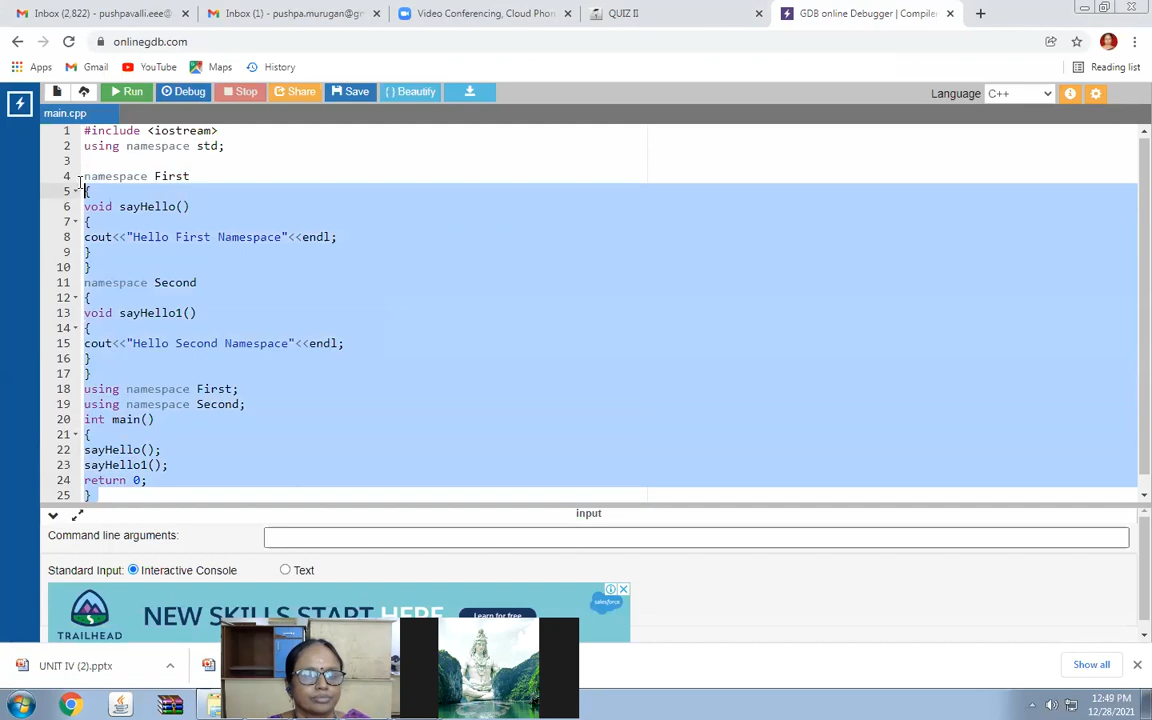 Inbox (2,822) - pushpavalli.eee@
Inbox (1) - pushpa.murugan@gr
Video Conferencing, Cloud Phon
QUIZ II
GDB online Debugger | Compiler
onlinegdb.com
Apps
Gmail
YouTube
Maps
History
Reading list
Run
Debug
Stop
Share
Save
{ } Beautify
Language C++
main.cpp
1 #include <iostream>
2 using namespace std;
3
4 namespace First
5 {
6 void sayHello()
7 {
8 cout<<"Hello First Namespace"<<endl;
9 }
10 }
11 namespace Second
12 {
13 void sayHello1()
14 {
15 cout<<"Hello Second Namespace"<<endl;
16 }
17 }
18 using namespace First;
19 using namespace Second;
20 int main()
21 {
22 sayHello();
23 sayHello1();
24 return 0;
25 }
input
Command line arguments:
Standard Input: Interactive Console Text
TRAILHEAD
NEW SKILLS START HERE
Learn for free
salesforce
UNIT IV (2).pptx
Show all
12:49 PM
12/28/2021